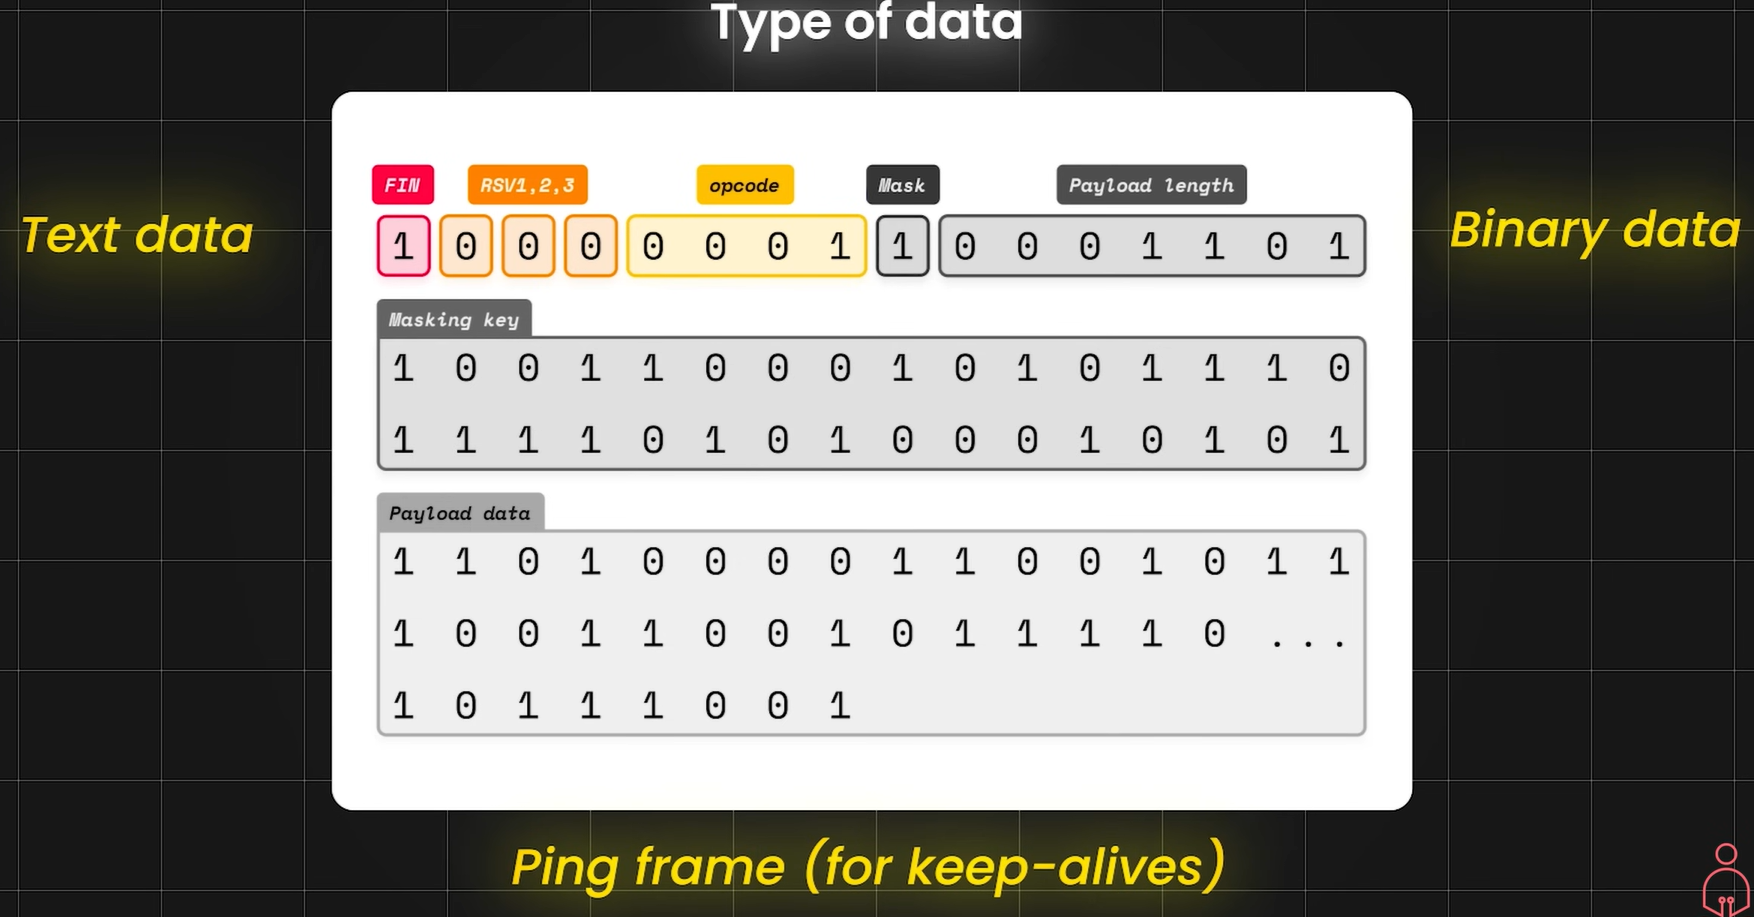 Type of data
FIN RSV1,2,3 opcode Mask Payload length
Text data
1 0 0 0 0 0 0 1 1 0 0 0 1 1 0 1
Binary data
Masking key
1 0 0 1 1 0 0 0 1 0 1 0 1 1 1 0
1 1 1 1 0 1 0 1 0 0 0 1 0 1 0 1
Payload data
1 1 0 1 0 0 0 0 1 1 0 0 1 0 1 1
1 0 0 1 1 0 0 1 0 1 1 1 1 0 ...
1 0 1 1 1 0 0 1
Ping frame (for keep-alives)